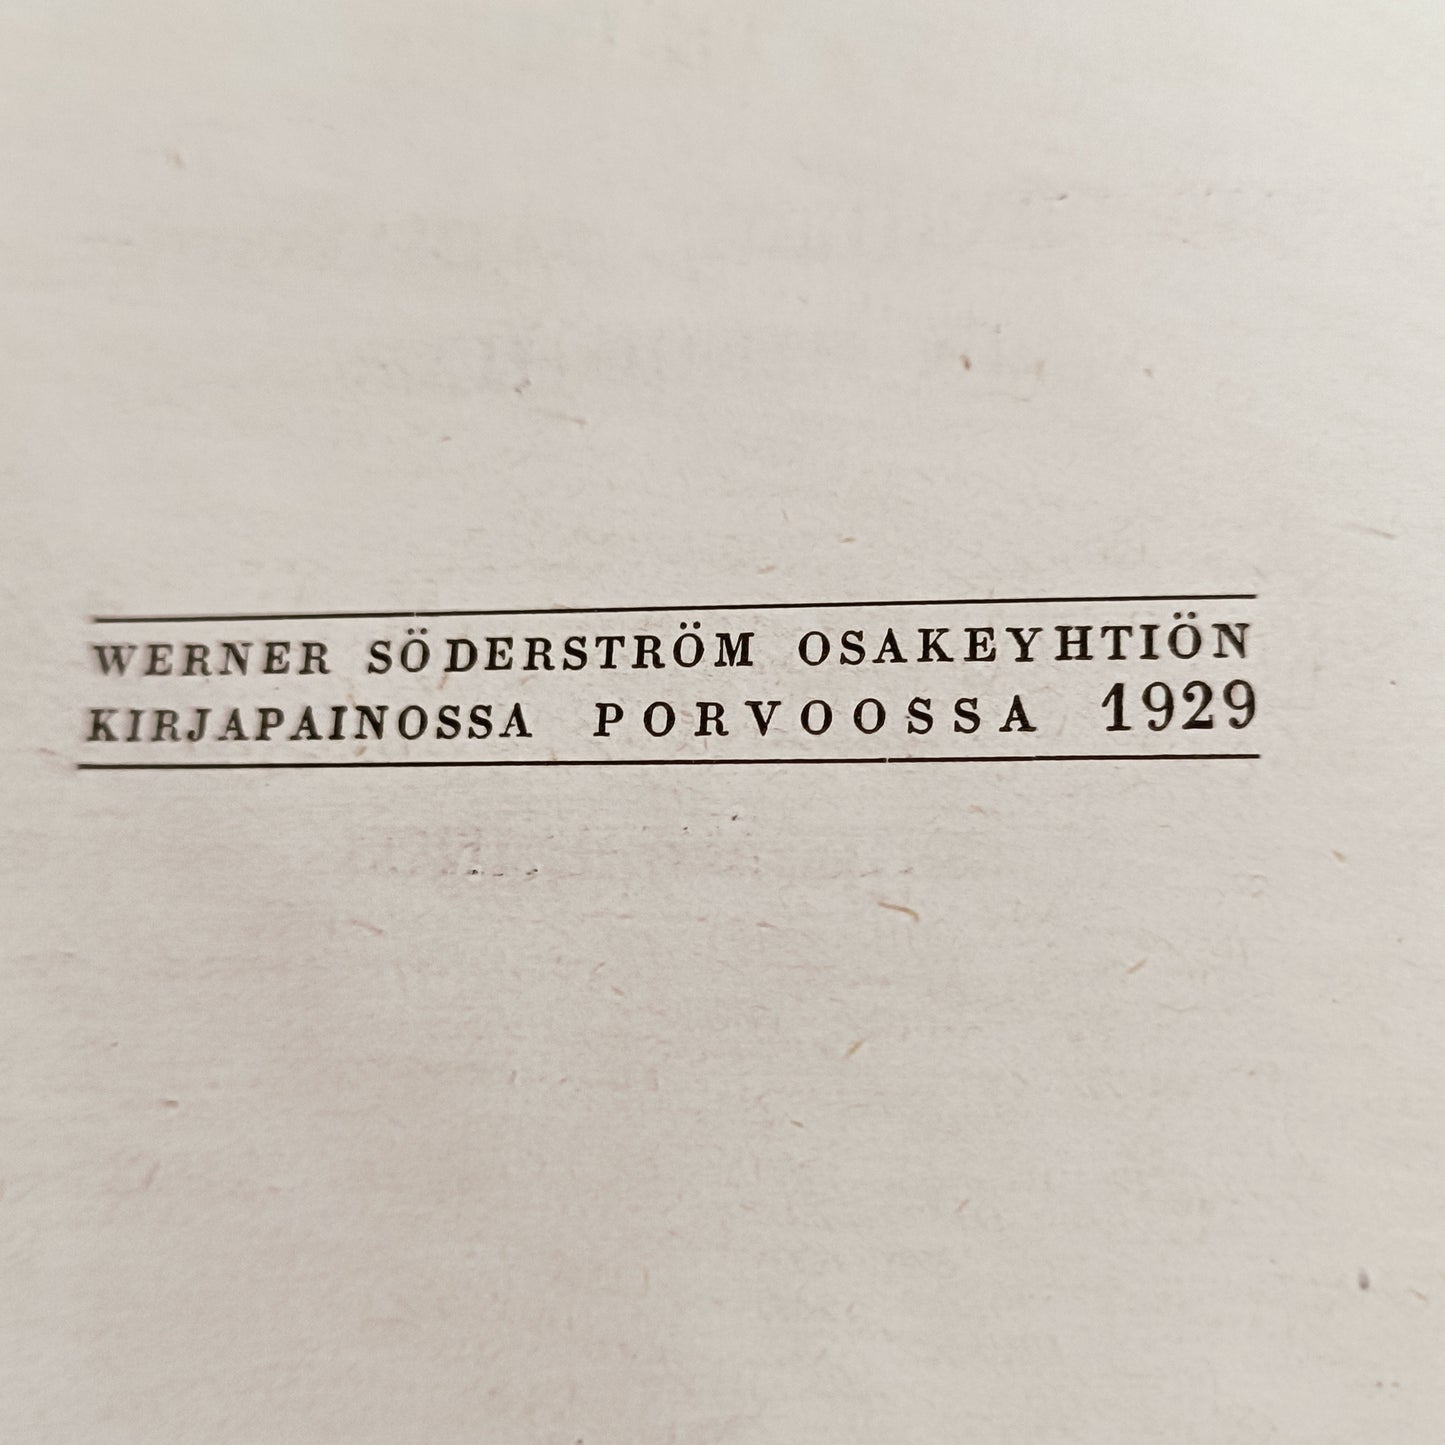 WERNER SÖDERSTRÖM OSAKEYHTIÖN
KIRJAPAINOSSA PORVOOSSA 1929